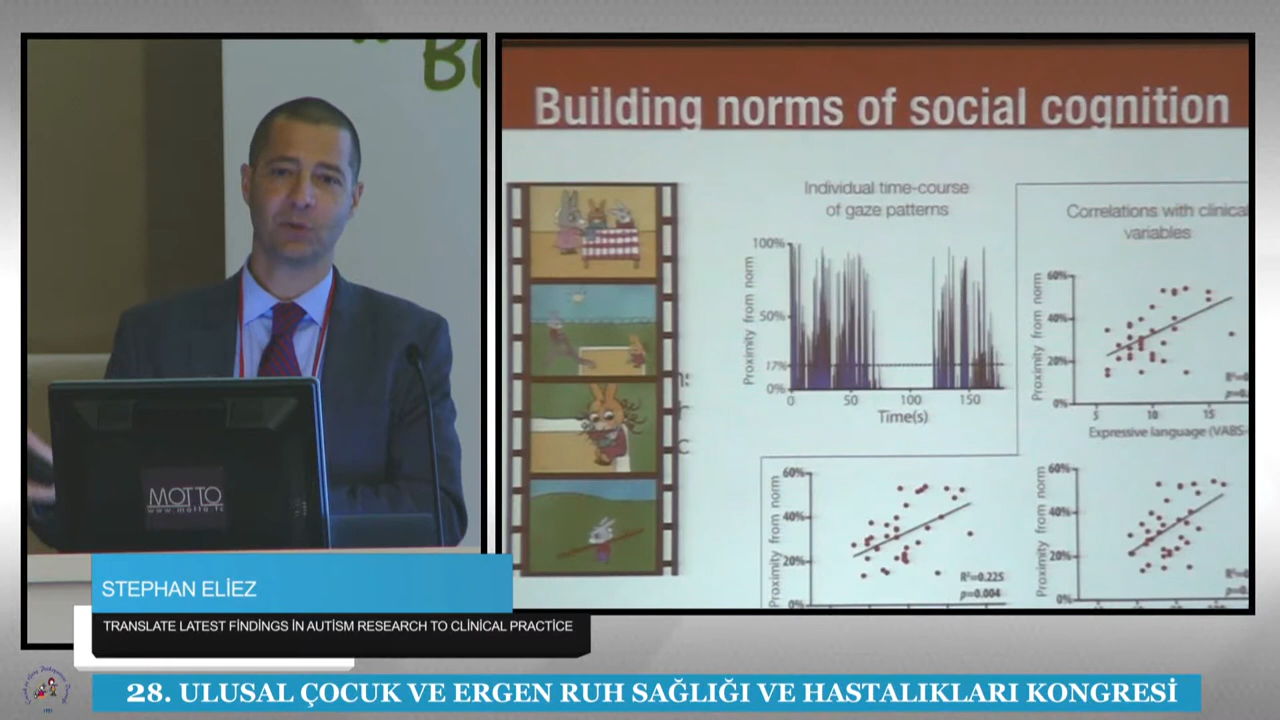 Building norms of social cognition
Individual time-course
of gaze patterns
100%
50%
17%
0%
Proximity from norm
0
50
100
150
Time(s)
Correlations with clinical
variables
60%
40%
20%
0%
Proximity from norm
5
10
15
Expressive language (VABS-
60%
40%
20%
0%
Proximity from norm
R²=0.225
p=0.004
60%
40%
20%
0%
Proximity from norm
MOTTO
www.motto.tc
STEPHAN ELİEZ
TRANSLATE LATEST FİNDİNGS İN AUTİSM RESEARCH TO CLİNİCAL PRACTİCE
28. ULUSAL ÇOCUK VE ERGEN RUH SAĞLIĞI VE HASTALIKLARI KONGRESİ